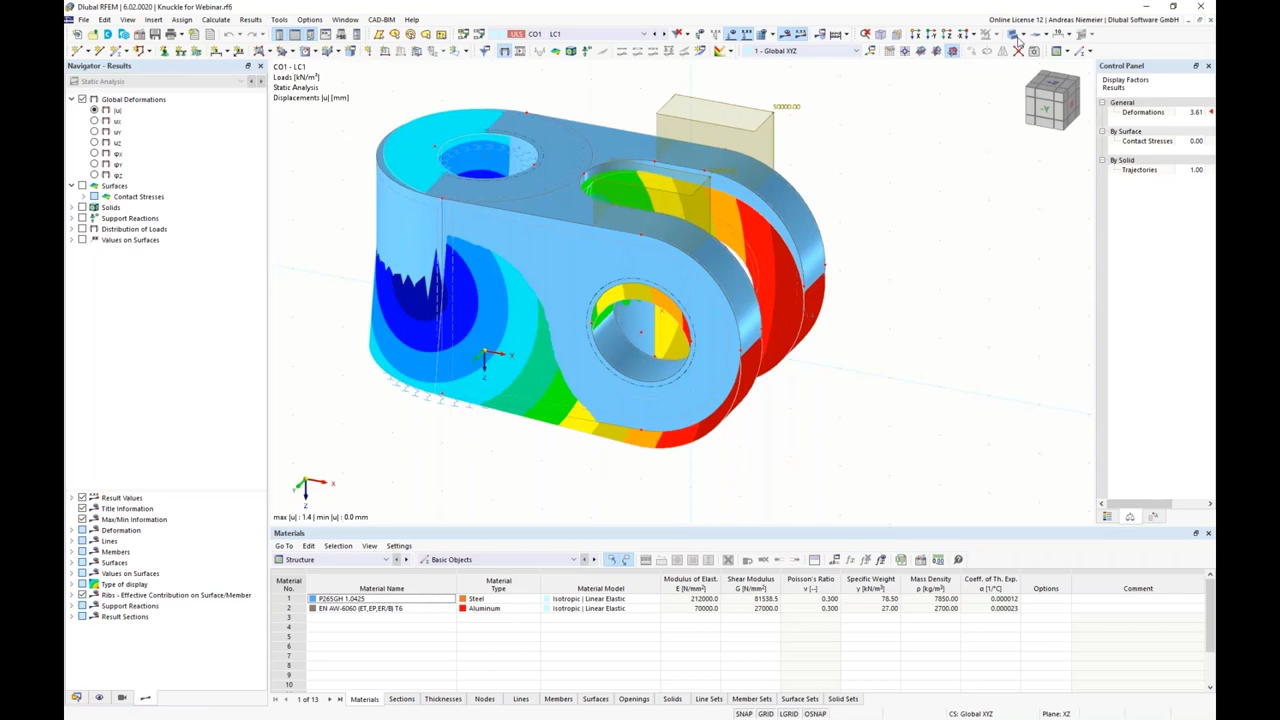 Dlubal RFEM | 6.02.0020 | Knuckle for Webinar.rf6
File Edit View Insert Assign Calculate Results Tools Options Window CAD-BIM Help
Online License 12 | Andreas Niemeier | Dlubal Software GmbH
ULS CO1 LC1
1 - Global XYZ
Navigator - Results
Static Analysis
Global Deformations
|u|
ux
uY
uz
φx
φY
φz
Surfaces
Contact Stresses
Solids
Support Reactions
Distribution of Loads
Values on Surfaces
Result Values
Title Information
Max/Min Information
Deformation
Lines
Members
Surfaces
Values on Surfaces
Type of display
Ribs - Effective Contribution on Surface/Member
Support Reactions
Result Sections
CO1 - LC1
Loads [kN/m²]
Static Analysis
Displacements |u| [mm]
50000.00
-Y
X
Z
X
Y
Z
max |u| : 1.4 | min |u| : 0.0 mm
Control Panel
Display Factors
Results
General
Deformations 3.61
By Surface
Contact Stresses 0.00
By Solid
Trajectories 1.00
Materials
Go To Edit Selection View Settings
Structure Basic Objects
Material No. Material Name Material Type Material Model Modulus of Elast. E [N/mm²] Shear Modulus G [N/mm²] Poisson's Ratio ν [--] Specific Weight γ [kN/m³] Mass Density ρ [kg/m³] Coeff. of Th. Exp. α [1/°C] Options Comment
1 P265GH 1.0425 Steel Isotropic | Linear Elastic 212000.0 81538.5 0.300 78.50 7850.00 0.000012
2 EN AW-6060 (ET,EP,ER/B) T6 Aluminum Isotropic | Linear Elastic 70000.0 27000.0 0.300 27.00 2700.00 0.000023
3
4
5
6
7
8
9
10
1 of 13 Materials Sections Thicknesses Nodes Lines Members Surfaces Openings Solids Line Sets Member Sets Surface Sets Solid Sets
SNAP GRID LGRID OSNAP CS: Global XYZ Plane: XZ